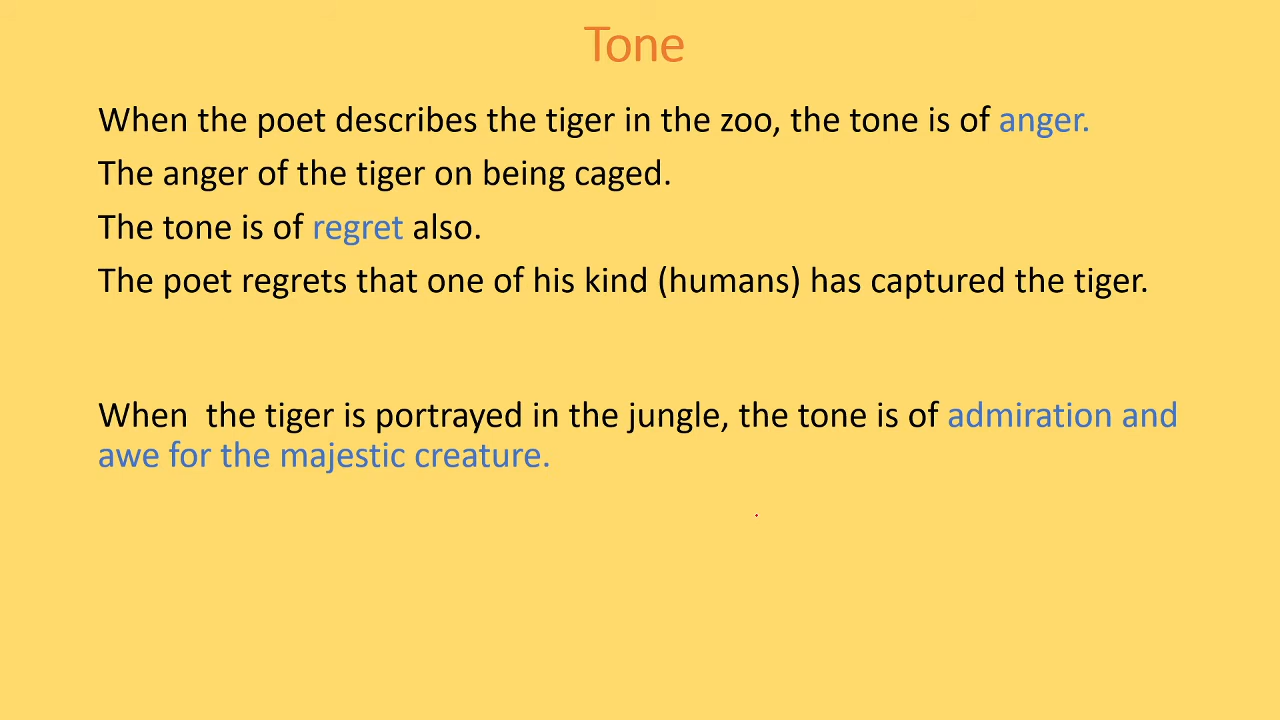 Tone
When the poet describes the tiger in the zoo, the tone is of anger.
The anger of the tiger on being caged.
The tone is of regret also.
The poet regrets that one of his kind (humans) has captured the tiger.
When  the tiger is portrayed in the jungle, the tone is of admiration and
awe for the majestic creature.